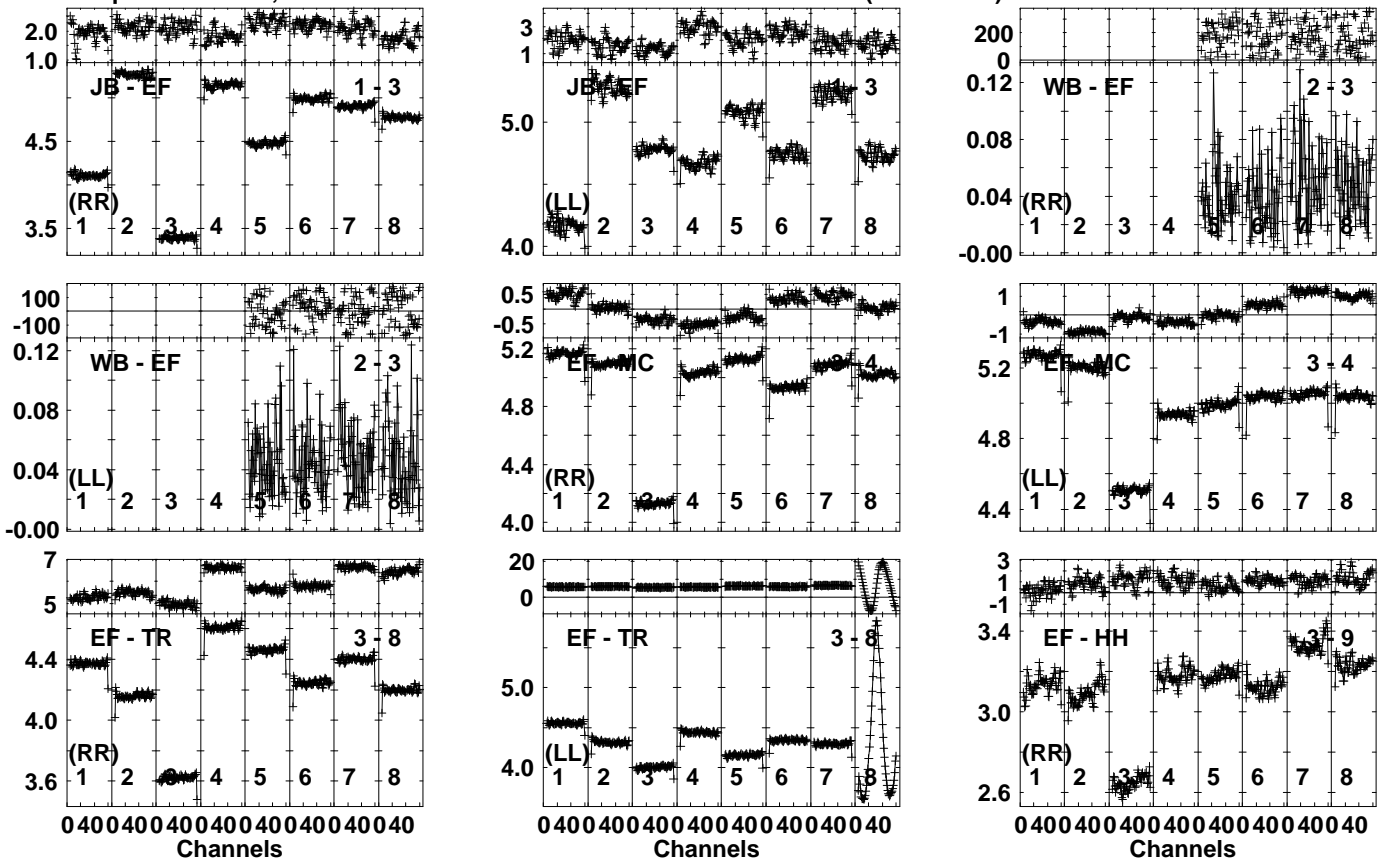 2.0
1.0
JB - EF 1 - 3
4.5
3.5
(RR)
1 2 3 4 5 6 7 8
3
1
JB - EF 1 - 3
5.0
4.0
(LL)
1 2 3 4 5 6 7 8
200
0
WB - EF 2 - 3
0.12
0.08
0.04
-0.00
(RR)
1 2 3 4 5 6 7 8
100
-100
WB - EF 2 - 3
0.12
0.08
0.04
-0.00
(LL)
1 2 3 4 5 6 7 8
0.5
-0.5
EF - MC 3 - 4
5.2
4.8
4.4
4.0
(RR)
1 2 3 4 5 6 7 8
1
-1
EF - MC 3 - 4
5.2
4.8
4.4
(LL)
1 2 3 4 5 6 7 8
7
5
EF - TR 3 - 8
4.4
4.0
3.6
(RR)
1 2 3 4 5 6 7 8
0 40 0 40 0 40 0 40 0 40 0 40 0 40 0 40
Channels
20
0
EF - TR 3 - 8
5.0
4.0
(LL)
1 2 3 4 5 6 7 8
0 40 0 40 0 40 0 40 0 40 0 40 0 40 0 40
Channels
3
1
-1
EF - HH 3 - 9
3.4
3.0
2.6
(RR)
1 2 3 4 5 6 7 8
0 40 0 40 0 40 0 40 0 40 0 40 0 40 0 40
Channels